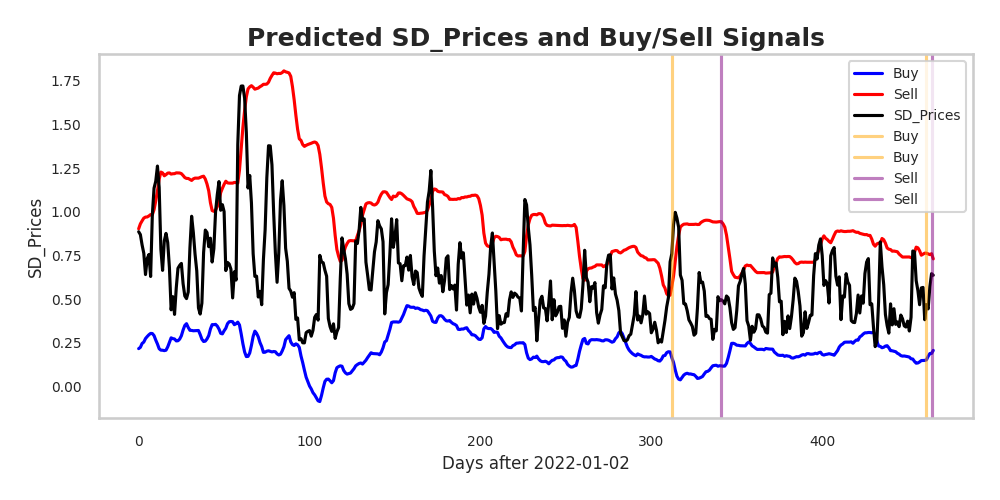 Predicted SD_Prices and Buy/Sell Signals
SD_Prices
1.75
1.50
1.25
1.00
0.75
0.50
0.25
0.00
0
100
200
300
400
Days after 2022-01-02
Buy
Sell
SD_Prices
Buy
Buy
Sell
Sell